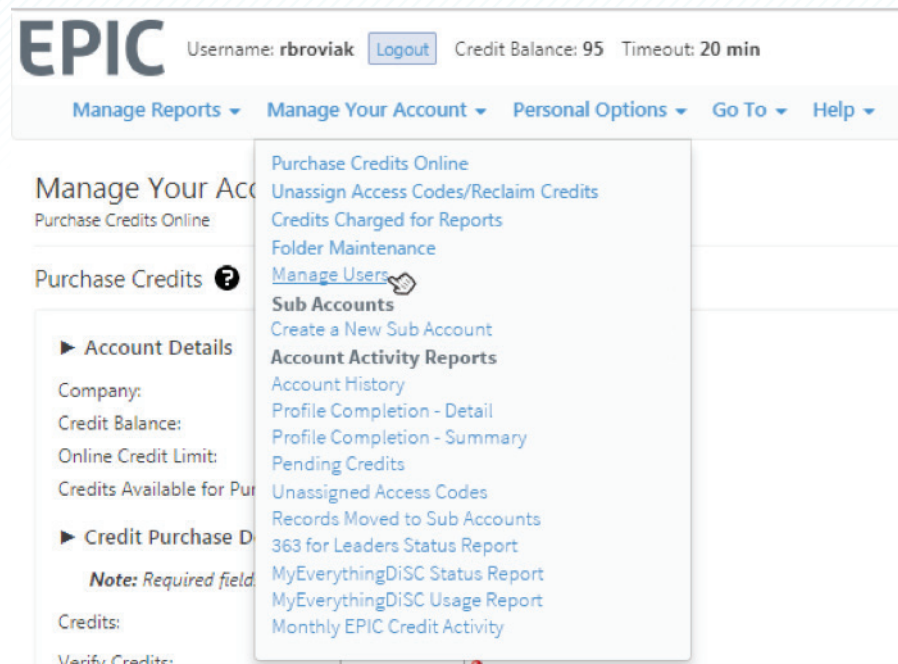 EPIC Username: rbroviak Logout Credit Balance: 95 Timeout: 20 min
Manage Reports Manage Your Account Personal Options Go To Help
Manage Your Acc
Purchase Credits Online
Purchase Credits ?
Account Details
Company:
Credit Balance:
Online Credit Limit:
Credits Available for Pur
Credit Purchase D
Note: Required field
Credits:
Verify Credits:
Purchase Credits Online
Unassign Access Codes/Reclaim Credits
Credits Charged for Reports
Folder Maintenance
Manage Users
Sub Accounts
Create a New Sub Account
Account Activity Reports
Account History
Profile Completion - Detail
Profile Completion - Summary
Pending Credits
Unassigned Access Codes
Records Moved to Sub Accounts
363 for Leaders Status Report
MyEverythingDiSC Status Report
MyEverythingDiSC Usage Report
Monthly EPIC Credit Activity